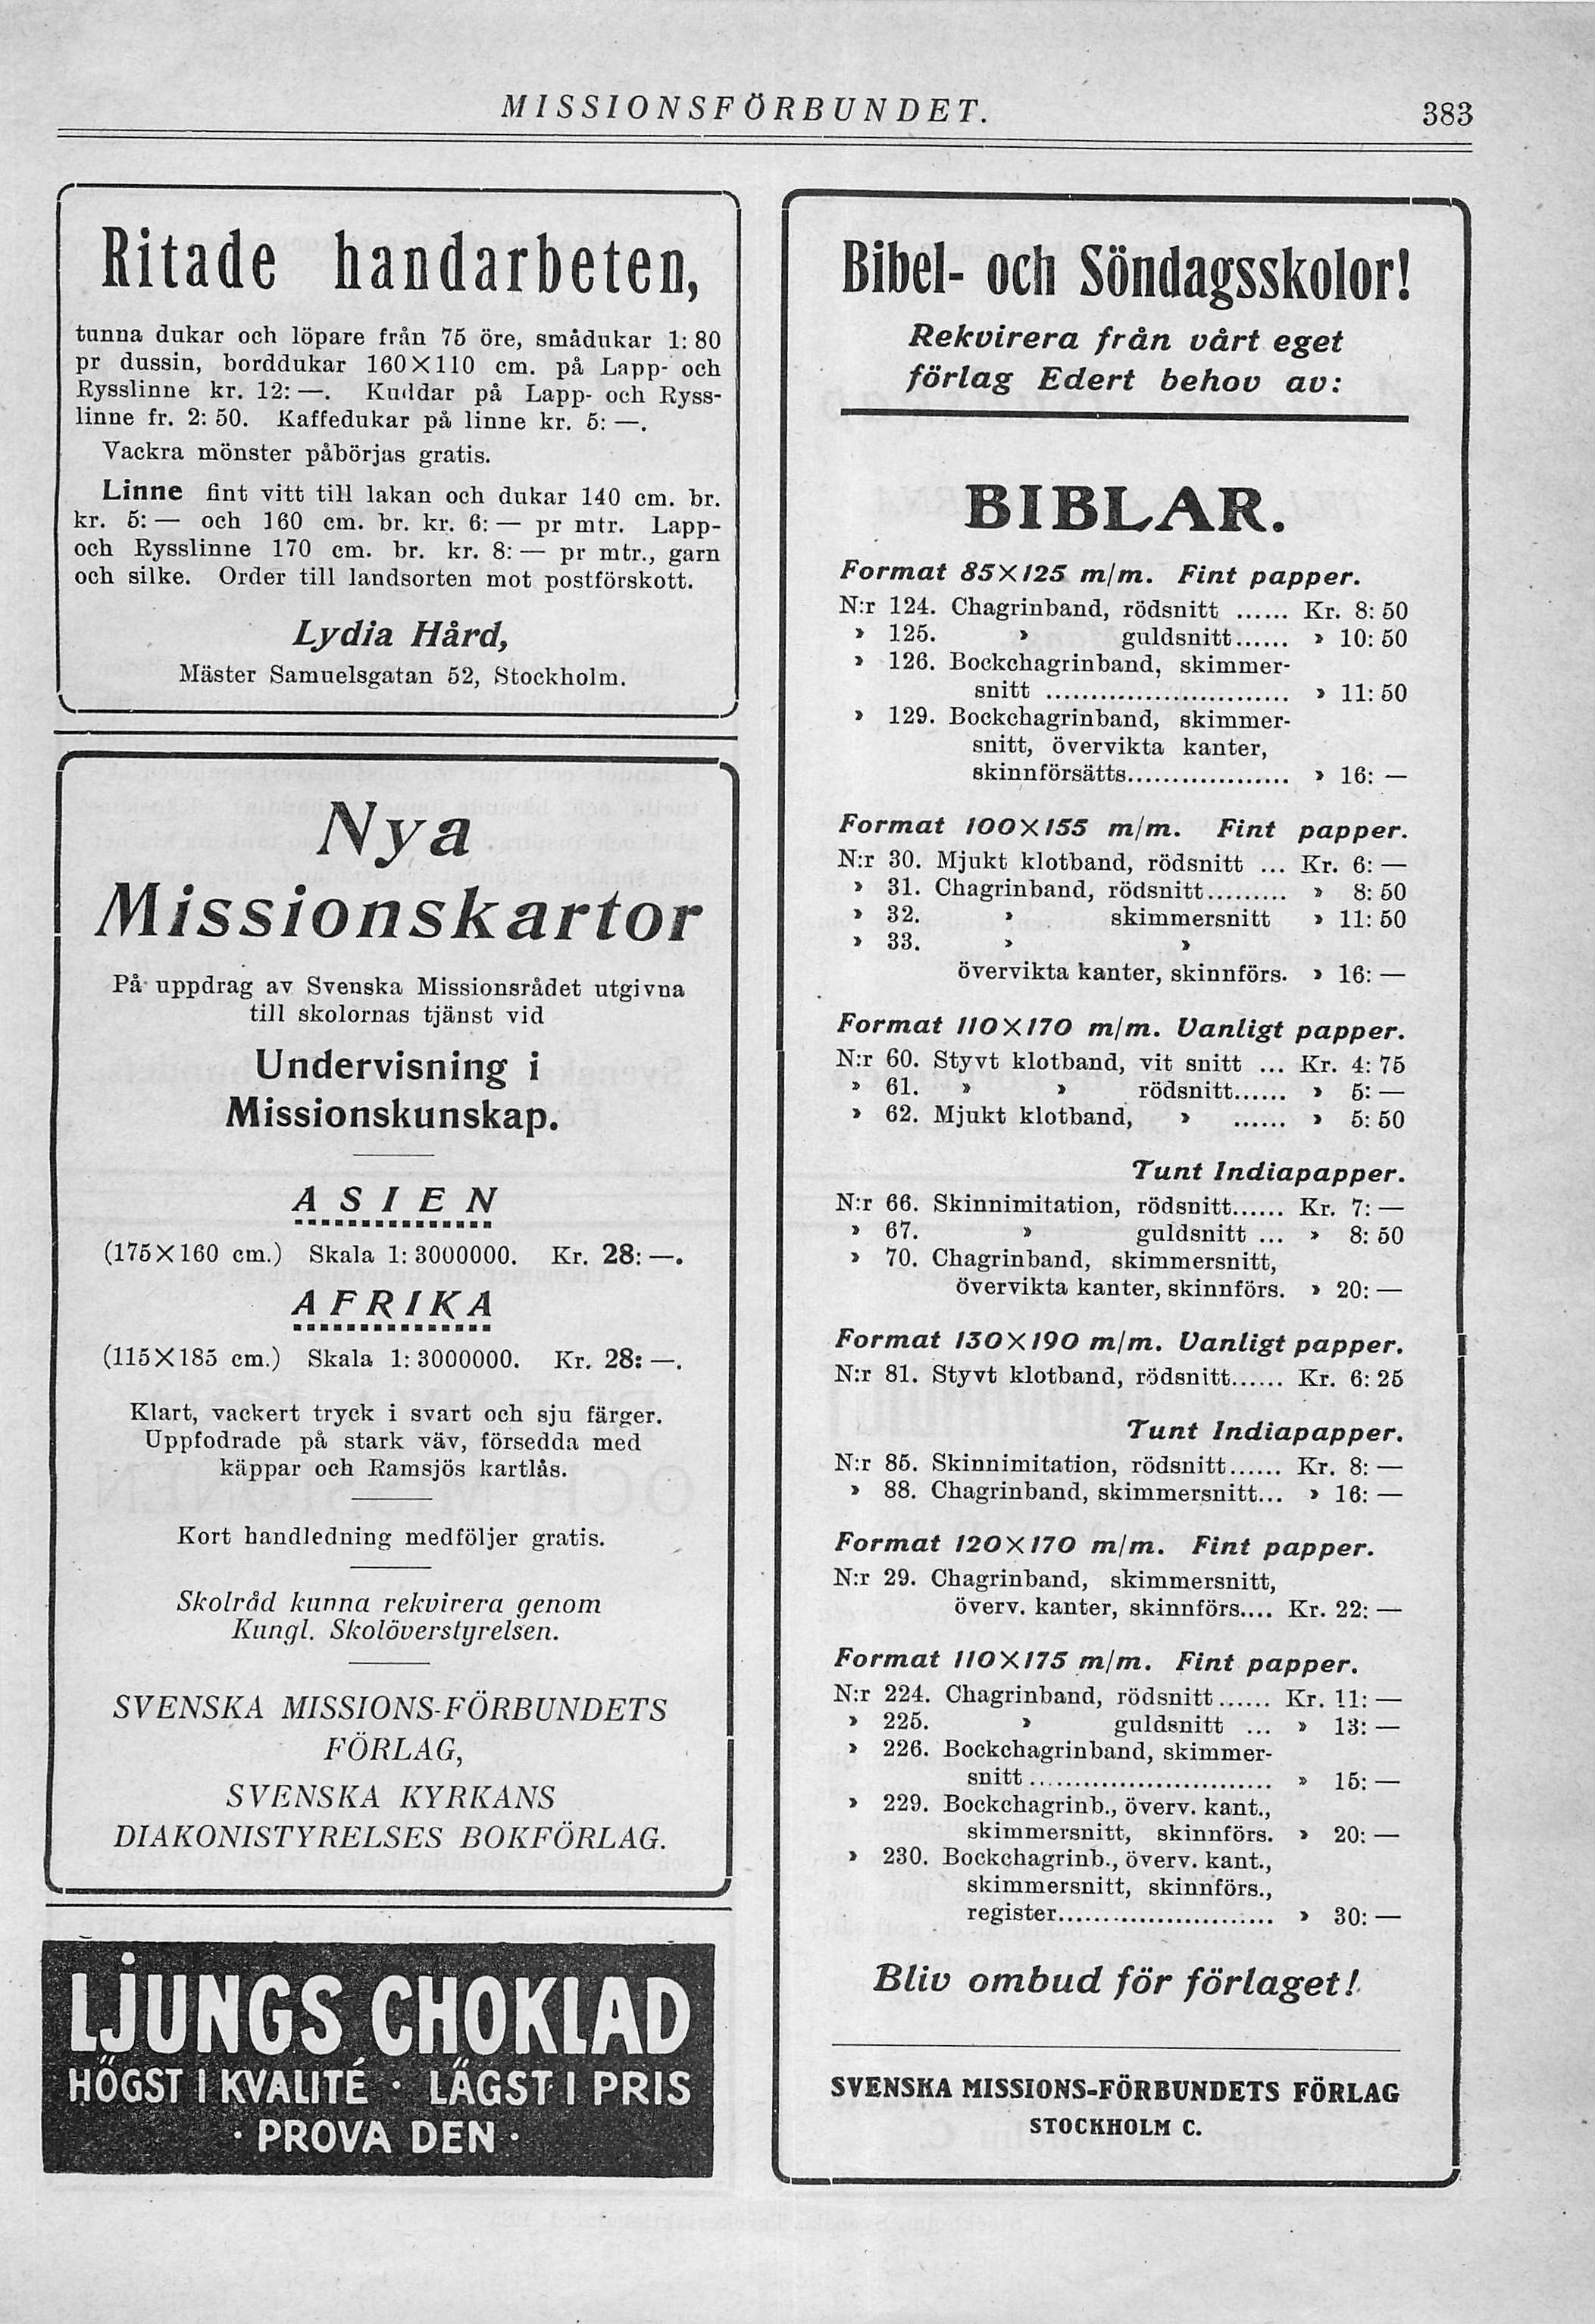 MISSIONSFÖRBUNDET.
383
Ritade handarbeten,
tunna dukar och löpare från 75 öre, smådukar 1: 80
pr dussin, borddukar 160×110 cm. på Lapp- och
Rysslinne kr. 12: —. Kuddar på Lapp- och Ryss-
linne fr. 2: 50. Kaffedukar på linne kr. 5: —.
Vackra mönster påbörjas gratis.
Linne fint vitt till lakan och dukar 140 cm. br.
kr. 5: — och 160 cm. br. kr. 6: — pr mtr. Lapp-
och Rysslinne 170 cm. br. kr. 8: — pr mtr., garn
och silke. Order till landsorten mot postförskott.
Lydia Hård,
Mäster Samuelsgatan 52, Stockholm.
Nya
Missionskartor
På uppdrag av Svenska Missionsrådet utgivna
till skolornas tjänst vid
Undervisning i
Missionskunskap.
ASIEN
(175×160 cm.) Skala 1: 3000000. Kr. 28: —.
AFRIKA
(115×185 cm.) Skala 1: 3000000. Kr. 28: —.
Klart, vackert tryck i svart och sju färger.
Uppfodrade på stark väv, försedda med
käppar och Ramsjös kartlås.
Kort handledning medföljer gratis.
Skolråd kunna rekvirera genom
Kungl. Skolöverstyrelsen.
SVENSKA MISSIONS-FÖRBUNDETS
FÖRLAG,
SVENSKA KYRKANS
DIAKONISTYRELSES BOKFÖRLAG.
LJUNGS CHOKLAD
HÖGST I KVALITÉ · LÄGST I PRIS
· PROVA DEN ·
Bibel- och Söndagsskolor!
Rekvirera från vårt eget
förlag Edert behov av:
BIBLAR.
Format 85×125 m/m. Fint papper.
N:r 124. Chagrinband, rödsnitt ...... Kr. 8: 50
» 125. » guldsnitt...... » 10: 50
» 126. Bockchagrinband, skimmer-
snitt ........................... » 11: 50
» 129. Bockchagrinband, skimmer-
snitt, övervikta kanter,
skinnförsätts.................. » 16: —
Format 100×155 m/m. Fint papper.
N:r 30. Mjukt klotband, rödsnitt ... Kr. 6: —
» 31. Chagrinband, rödsnitt......... » 8: 50
» 32. » skimmersnitt » 11: 50
» 33. » »
övervikta kanter, skinnförs. » 16: —
Format 110×170 m/m. Vanligt papper.
N:r 60. Styvt klotband, vit snitt ... Kr. 4: 75
» 61. » » rödsnitt...... » 5: —
» 62. Mjukt klotband, » ...... » 5: 50
Tunt Indiapapper.
N:r 66. Skinnimitation, rödsnitt...... Kr. 7: —
» 67. » guldsnitt ... » 8: 50
» 70. Chagrinband, skimmersnitt,
övervikta kanter, skinnförs. » 20: —
Format 130×190 m/m. Vanligt papper.
N:r 81. Styvt klotband, rödsnitt...... Kr. 6: 25
Tunt Indiapapper.
N:r 85. Skinnimitation, rödsnitt...... Kr. 8: —
» 88. Chagrinband, skimmersnitt... » 16: —
Format 120×170 m/m. Fint papper.
N:r 29. Chagrinband, skimmersnitt,
överv. kanter, skinnförs.... Kr. 22: —
Format 110×175 m/m. Fint papper.
N:r 224. Chagrinband, rödsnitt...... Kr. 11: —
» 225. » guldsnitt ... » 13: —
» 226. Bockchagrinband, skimmer-
snitt........................... » 15: —
» 229. Bockchagrinb., överv. kant.,
skimmersnitt, skinnförs. » 20: —
» 230. Bockchagrinb., överv. kant.,
skimmersnitt, skinnförs.,
register........................ » 30: —
Bliv ombud för förlaget!
SVENSKA MISSIONS-FÖRBUNDETS FÖRLAG
STOCKHOLM C.